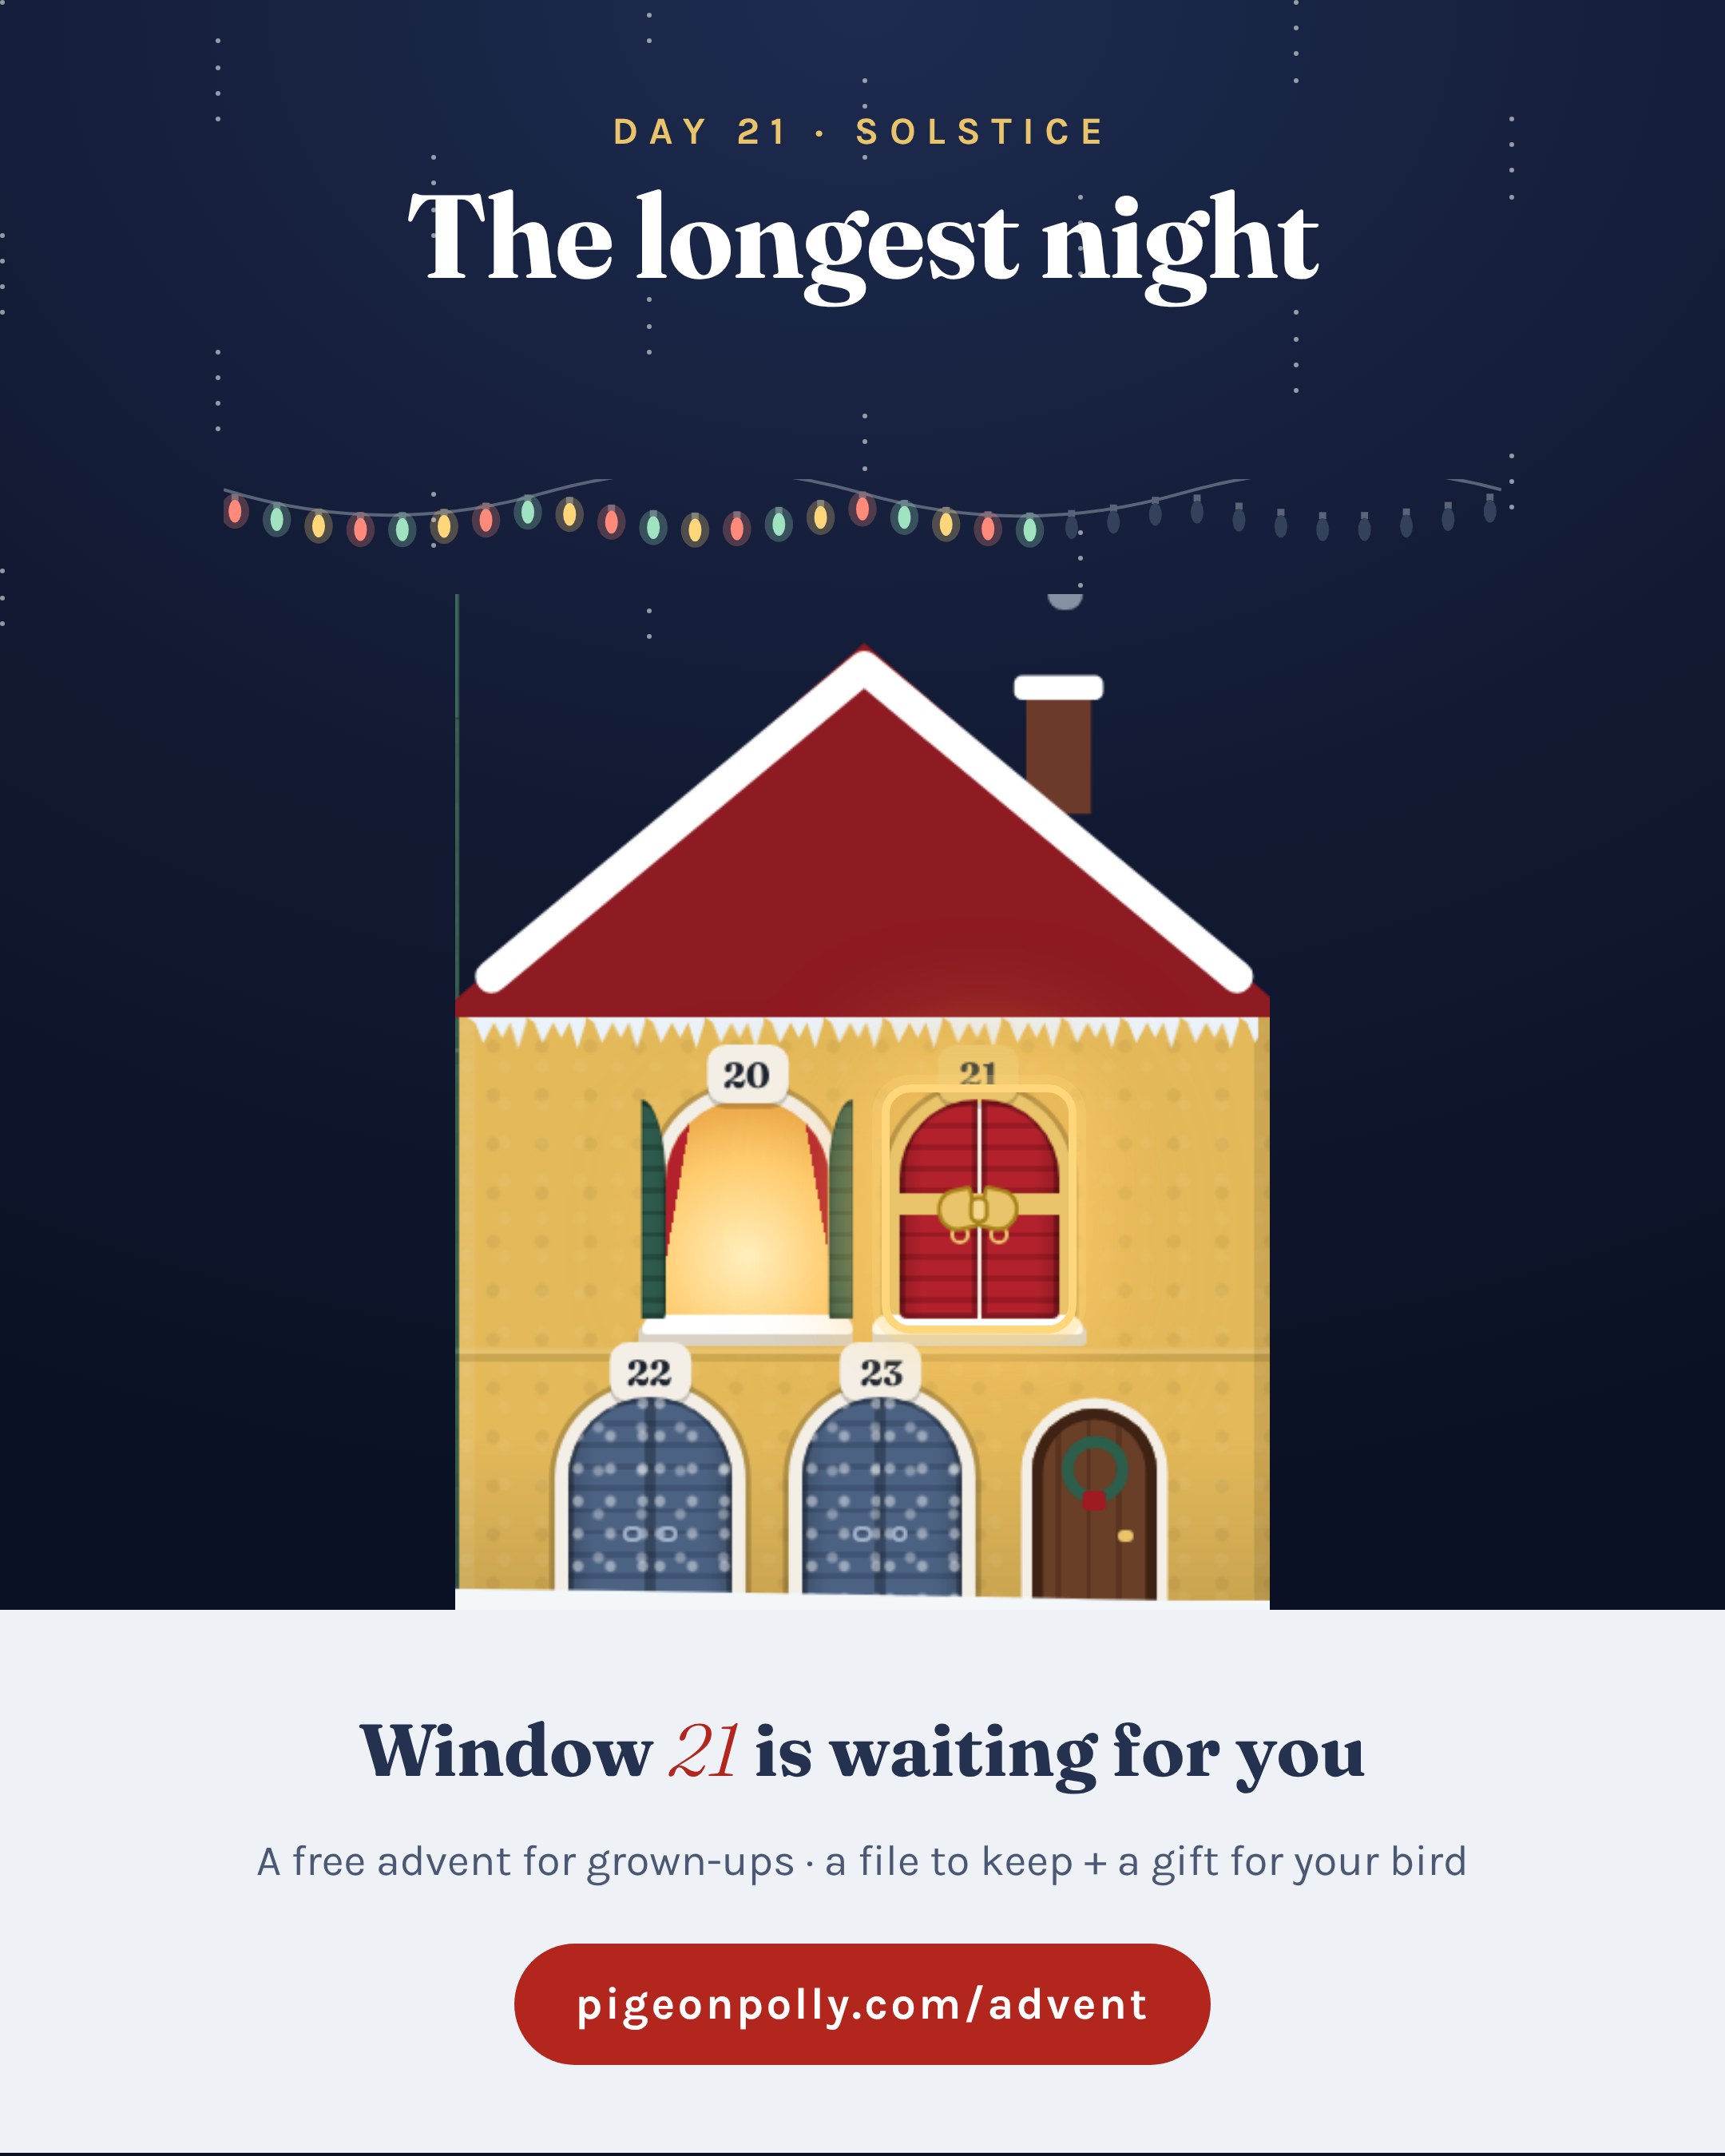 DAY 21 · SOLSTICE
The longest night
20
21
22
23
Window 21 is waiting for you
A free advent for grown-ups · a file to keep + a gift for your bird
pigeonpolly.com/advent